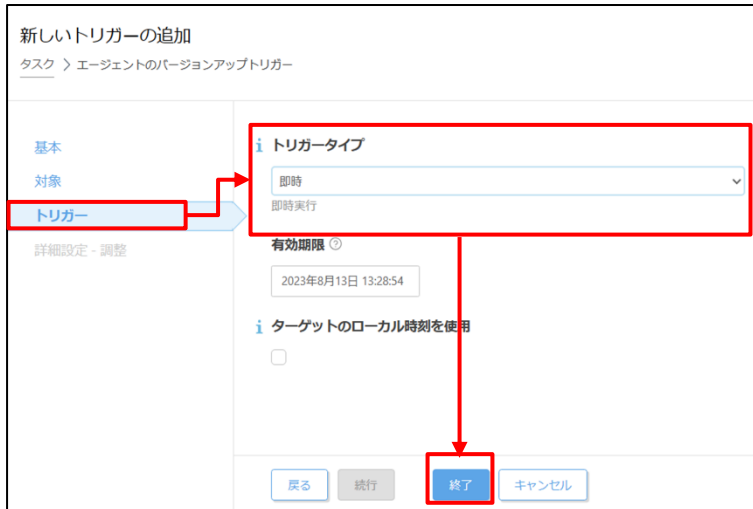 新しいトリガーの追加
タスク 〉 エージェントのバージョンアップトリガー
基本
対象
トリガー
詳細設定 - 調整
i トリガータイプ
即時
即時実行
有効期限 ?
2023年8月13日 13:28:54
i ターゲットのローカル時刻を使用
戻る 続行 終了 キャンセル